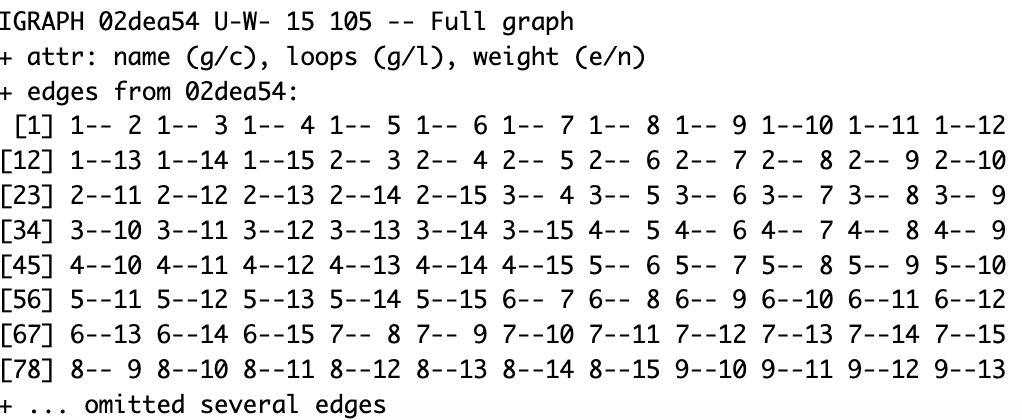 IGRAPH 02dea54 U-W- 15 105 -- Full graph
+ attr: name (g/c), loops (g/l), weight (e/n)
+ edges from 02dea54:
 [1] 1-- 2 1-- 3 1-- 4 1-- 5 1-- 6 1-- 7 1-- 8 1-- 9 1--10 1--11 1--12
[12] 1--13 1--14 1--15 2-- 3 2-- 4 2-- 5 2-- 6 2-- 7 2-- 8 2-- 9 2--10
[23] 2--11 2--12 2--13 2--14 2--15 3-- 4 3-- 5 3-- 6 3-- 7 3-- 8 3-- 9
[34] 3--10 3--11 3--12 3--13 3--14 3--15 4-- 5 4-- 6 4-- 7 4-- 8 4-- 9
[45] 4--10 4--11 4--12 4--13 4--14 4--15 5-- 6 5-- 7 5-- 8 5-- 9 5--10
[56] 5--11 5--12 5--13 5--14 5--15 6-- 7 6-- 8 6-- 9 6--10 6--11 6--12
[67] 6--13 6--14 6--15 7-- 8 7-- 9 7--10 7--11 7--12 7--13 7--14 7--15
[78] 8-- 9 8--10 8--11 8--12 8--13 8--14 8--15 9--10 9--11 9--12 9--13
+ ... omitted several edges